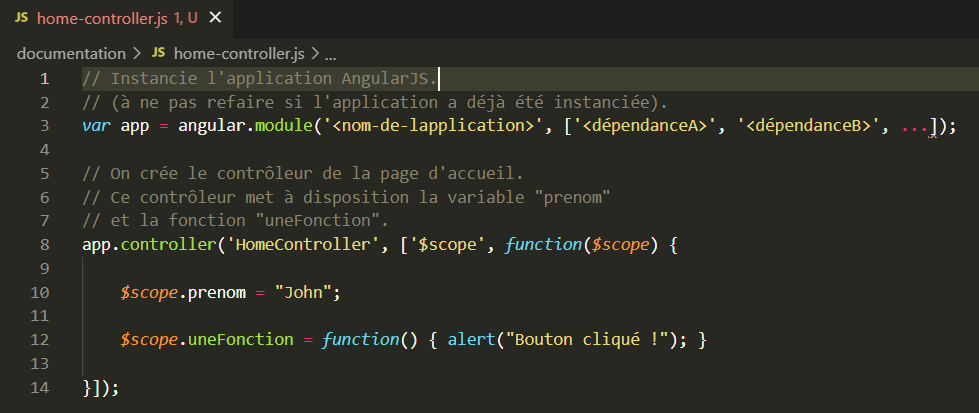 JS home-controller.js 1, U ✕
documentation > JS home-controller.js > ...
1 // Instancie l'application AngularJS.
2 // (à ne pas refaire si l'application a déjà été instanciée).
3 var app = angular.module('<nom-de-lapplication>', ['<dépendanceA>', '<dépendanceB>', ...]);
4
5 // On crée le contrôleur de la page d'accueil.
6 // Ce contrôleur met à disposition la variable "prenom"
7 // et la fonction "uneFonction".
8 app.controller('HomeController', ['$scope', function($scope) {
9
10 $scope.prenom = "John";
11
12 $scope.uneFonction = function() { alert("Bouton cliqué !"); }
13
14 }]);